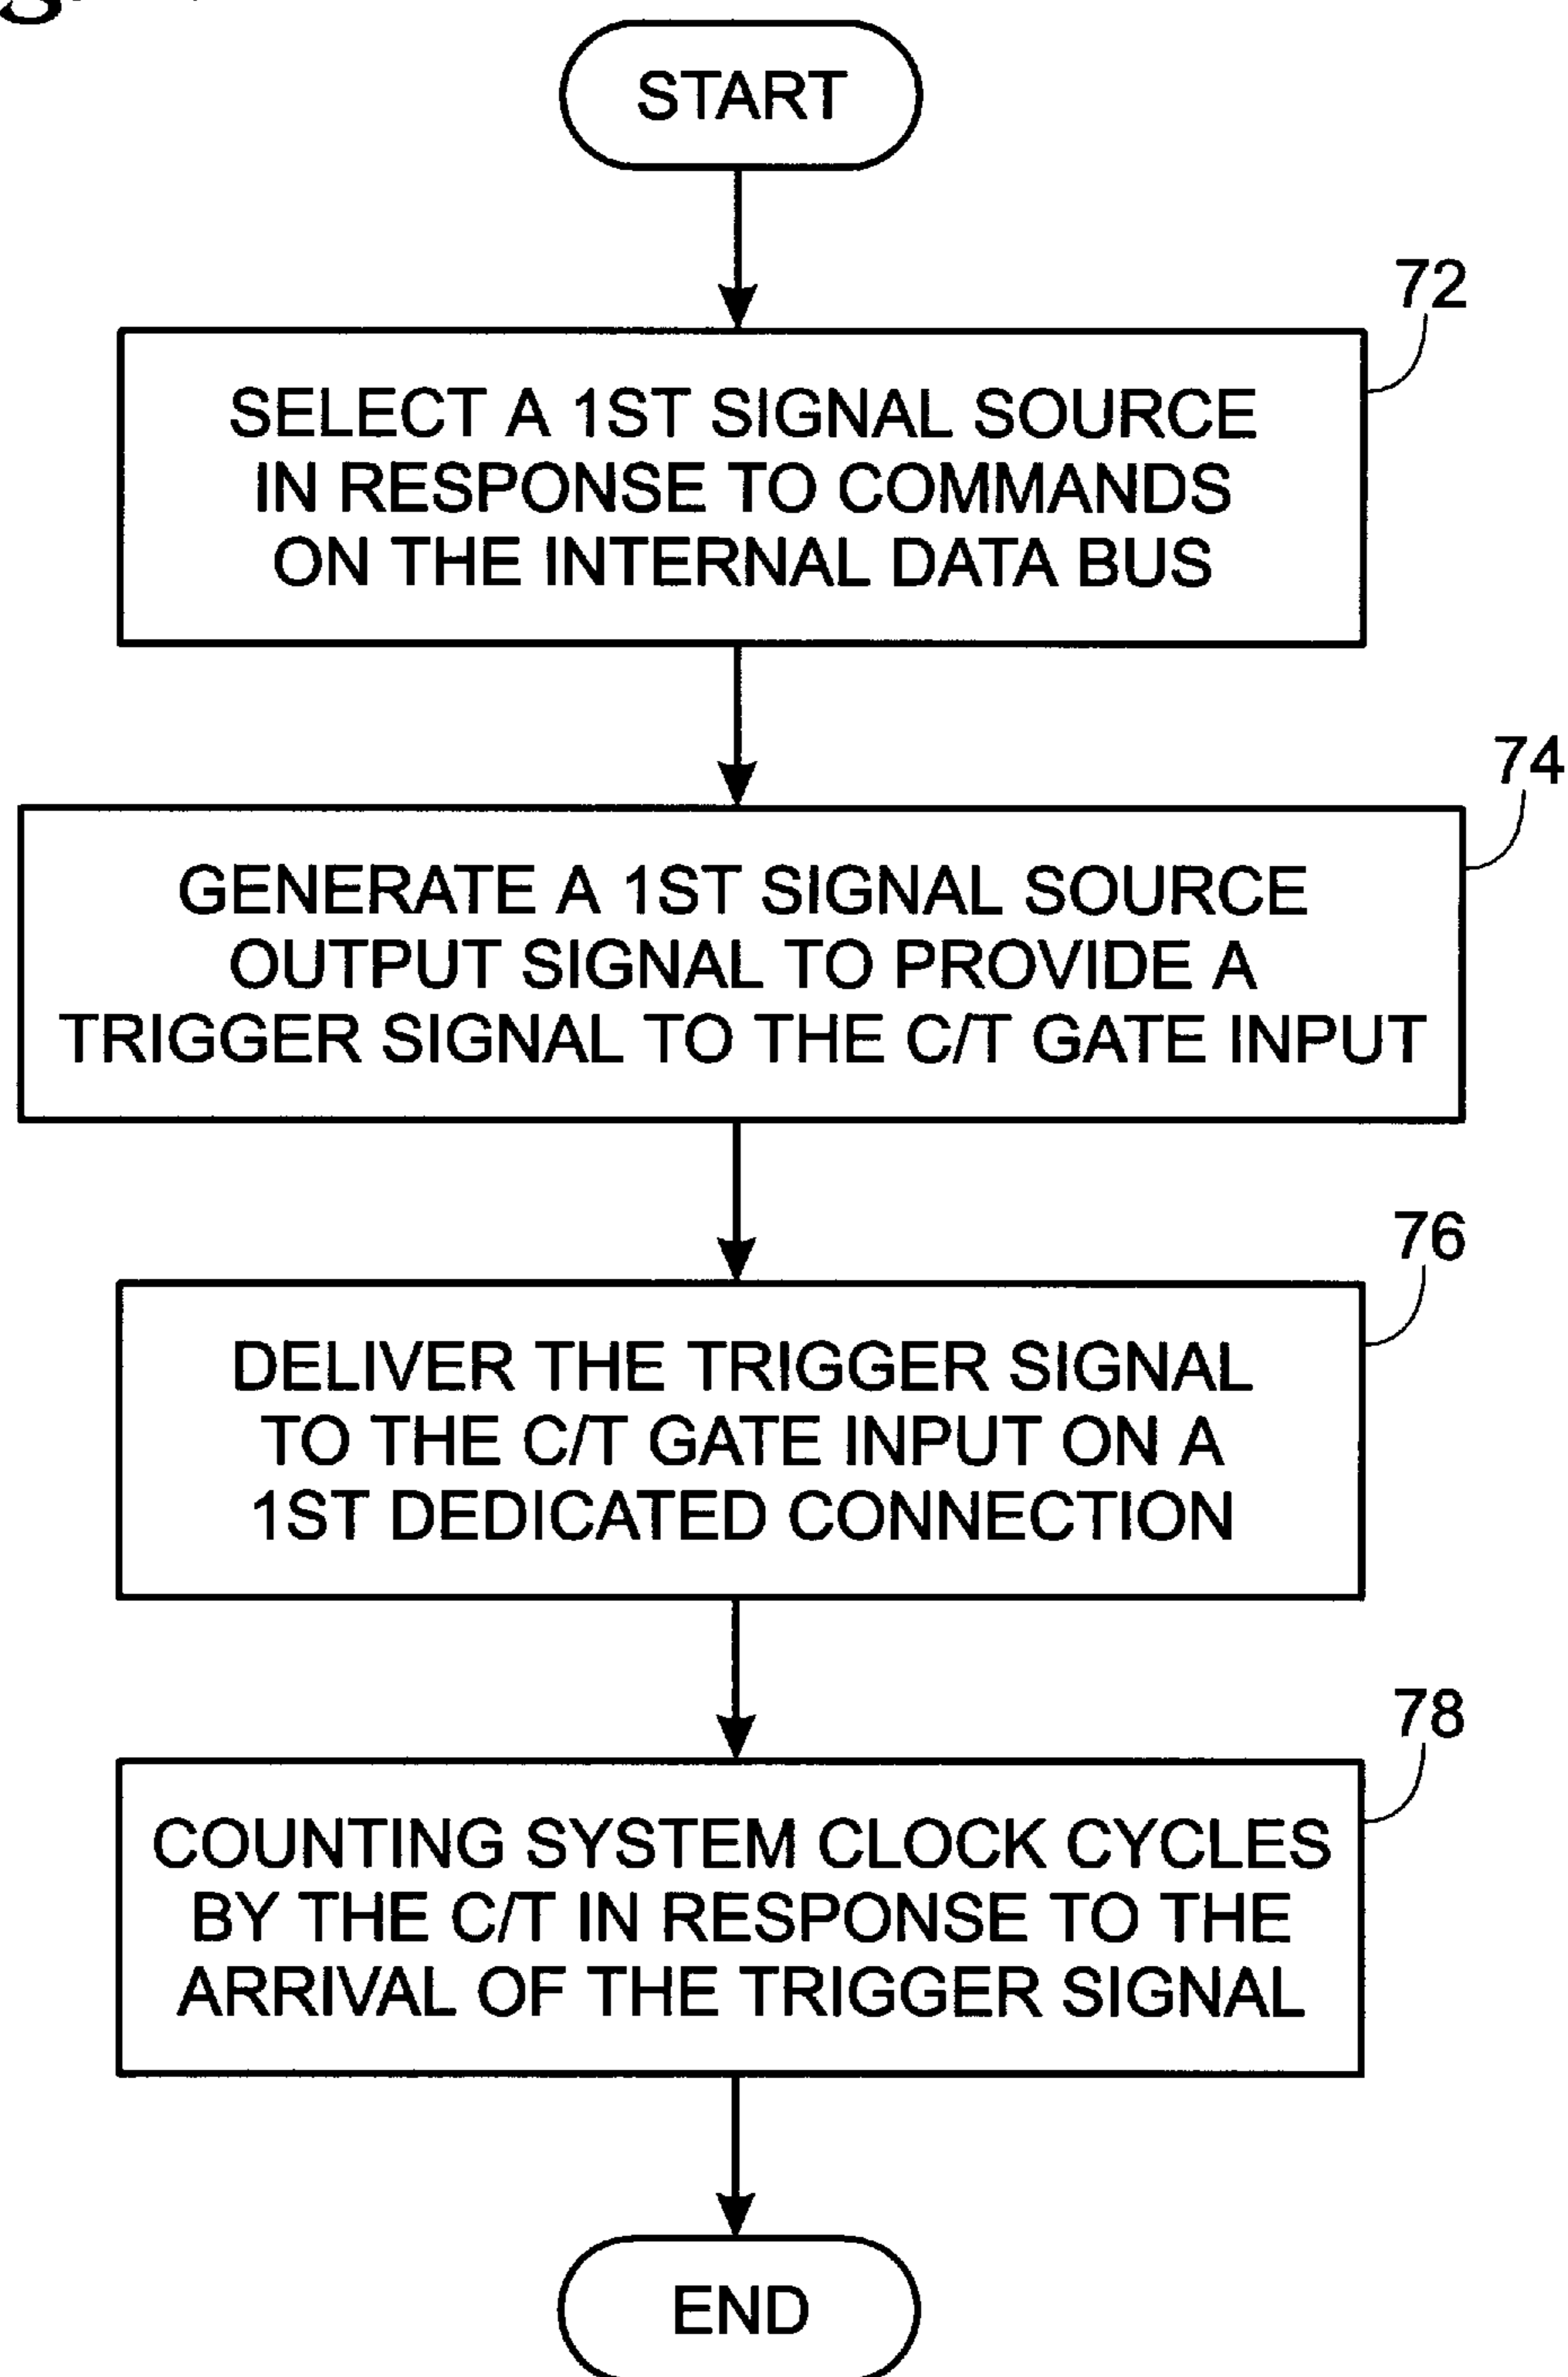 START
72
SELECT A 1ST SIGNAL SOURCE
IN RESPONSE TO COMMANDS
ON THE INTERNAL DATA BUS
74
GENERATE A 1ST SIGNAL SOURCE
OUTPUT SIGNAL TO PROVIDE A
TRIGGER SIGNAL TO THE C/T GATE INPUT
76
DELIVER THE TRIGGER SIGNAL
TO THE C/T GATE INPUT ON A
1ST DEDICATED CONNECTION
78
COUNTING SYSTEM CLOCK CYCLES
BY THE C/T IN RESPONSE TO THE
ARRIVAL OF THE TRIGGER SIGNAL
END